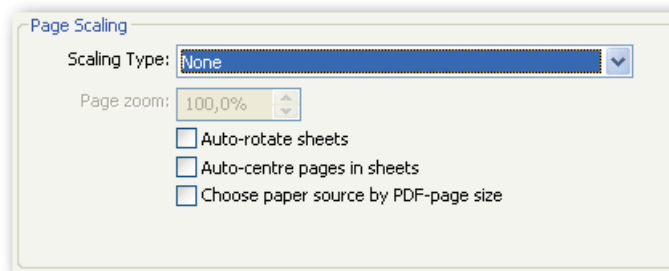 Page Scaling
Scaling Type: None
Page zoom: 100,0%
Auto-rotate sheets
Auto-centre pages in sheets
Choose paper source by PDF-page size